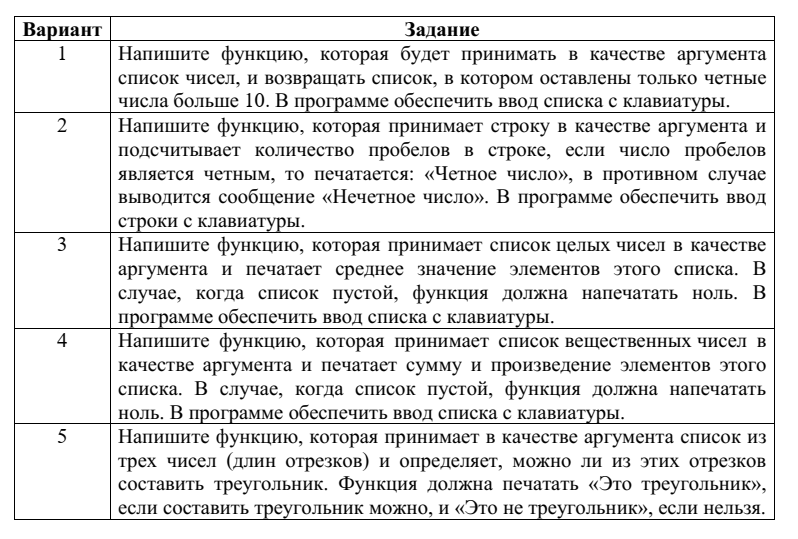 Вариант Задание
1 Напишите функцию, которая будет принимать в качестве аргумента
список чисел, и возвращать список, в котором оставлены только четные
числа больше 10. В программе обеспечить ввод списка с клавиатуры.
2 Напишите функцию, которая принимает строку в качестве аргумента и
подсчитывает количество пробелов в строке, если число пробелов
является четным, то печатается: «Четное число», в противном случае
выводится сообщение «Нечетное число». В программе обеспечить ввод
строки с клавиатуры.
3 Напишите функцию, которая принимает список целых чисел в качестве
аргумента и печатает среднее значение элементов этого списка. В
случае, когда список пустой, функция должна напечатать ноль. В
программе обеспечить ввод списка с клавиатуры.
4 Напишите функцию, которая принимает список вещественных чисел в
качестве аргумента и печатает сумму и произведение элементов этого
списка. В случае, когда список пустой, функция должна напечатать
ноль. В программе обеспечить ввод списка с клавиатуры.
5 Напишите функцию, которая принимает в качестве аргумента список из
трех чисел (длин отрезков) и определяет, можно ли из этих отрезков
составить треугольник. Функция должна печатать «Это треугольник»,
если составить треугольник можно, и «Это не треугольник», если нельзя.